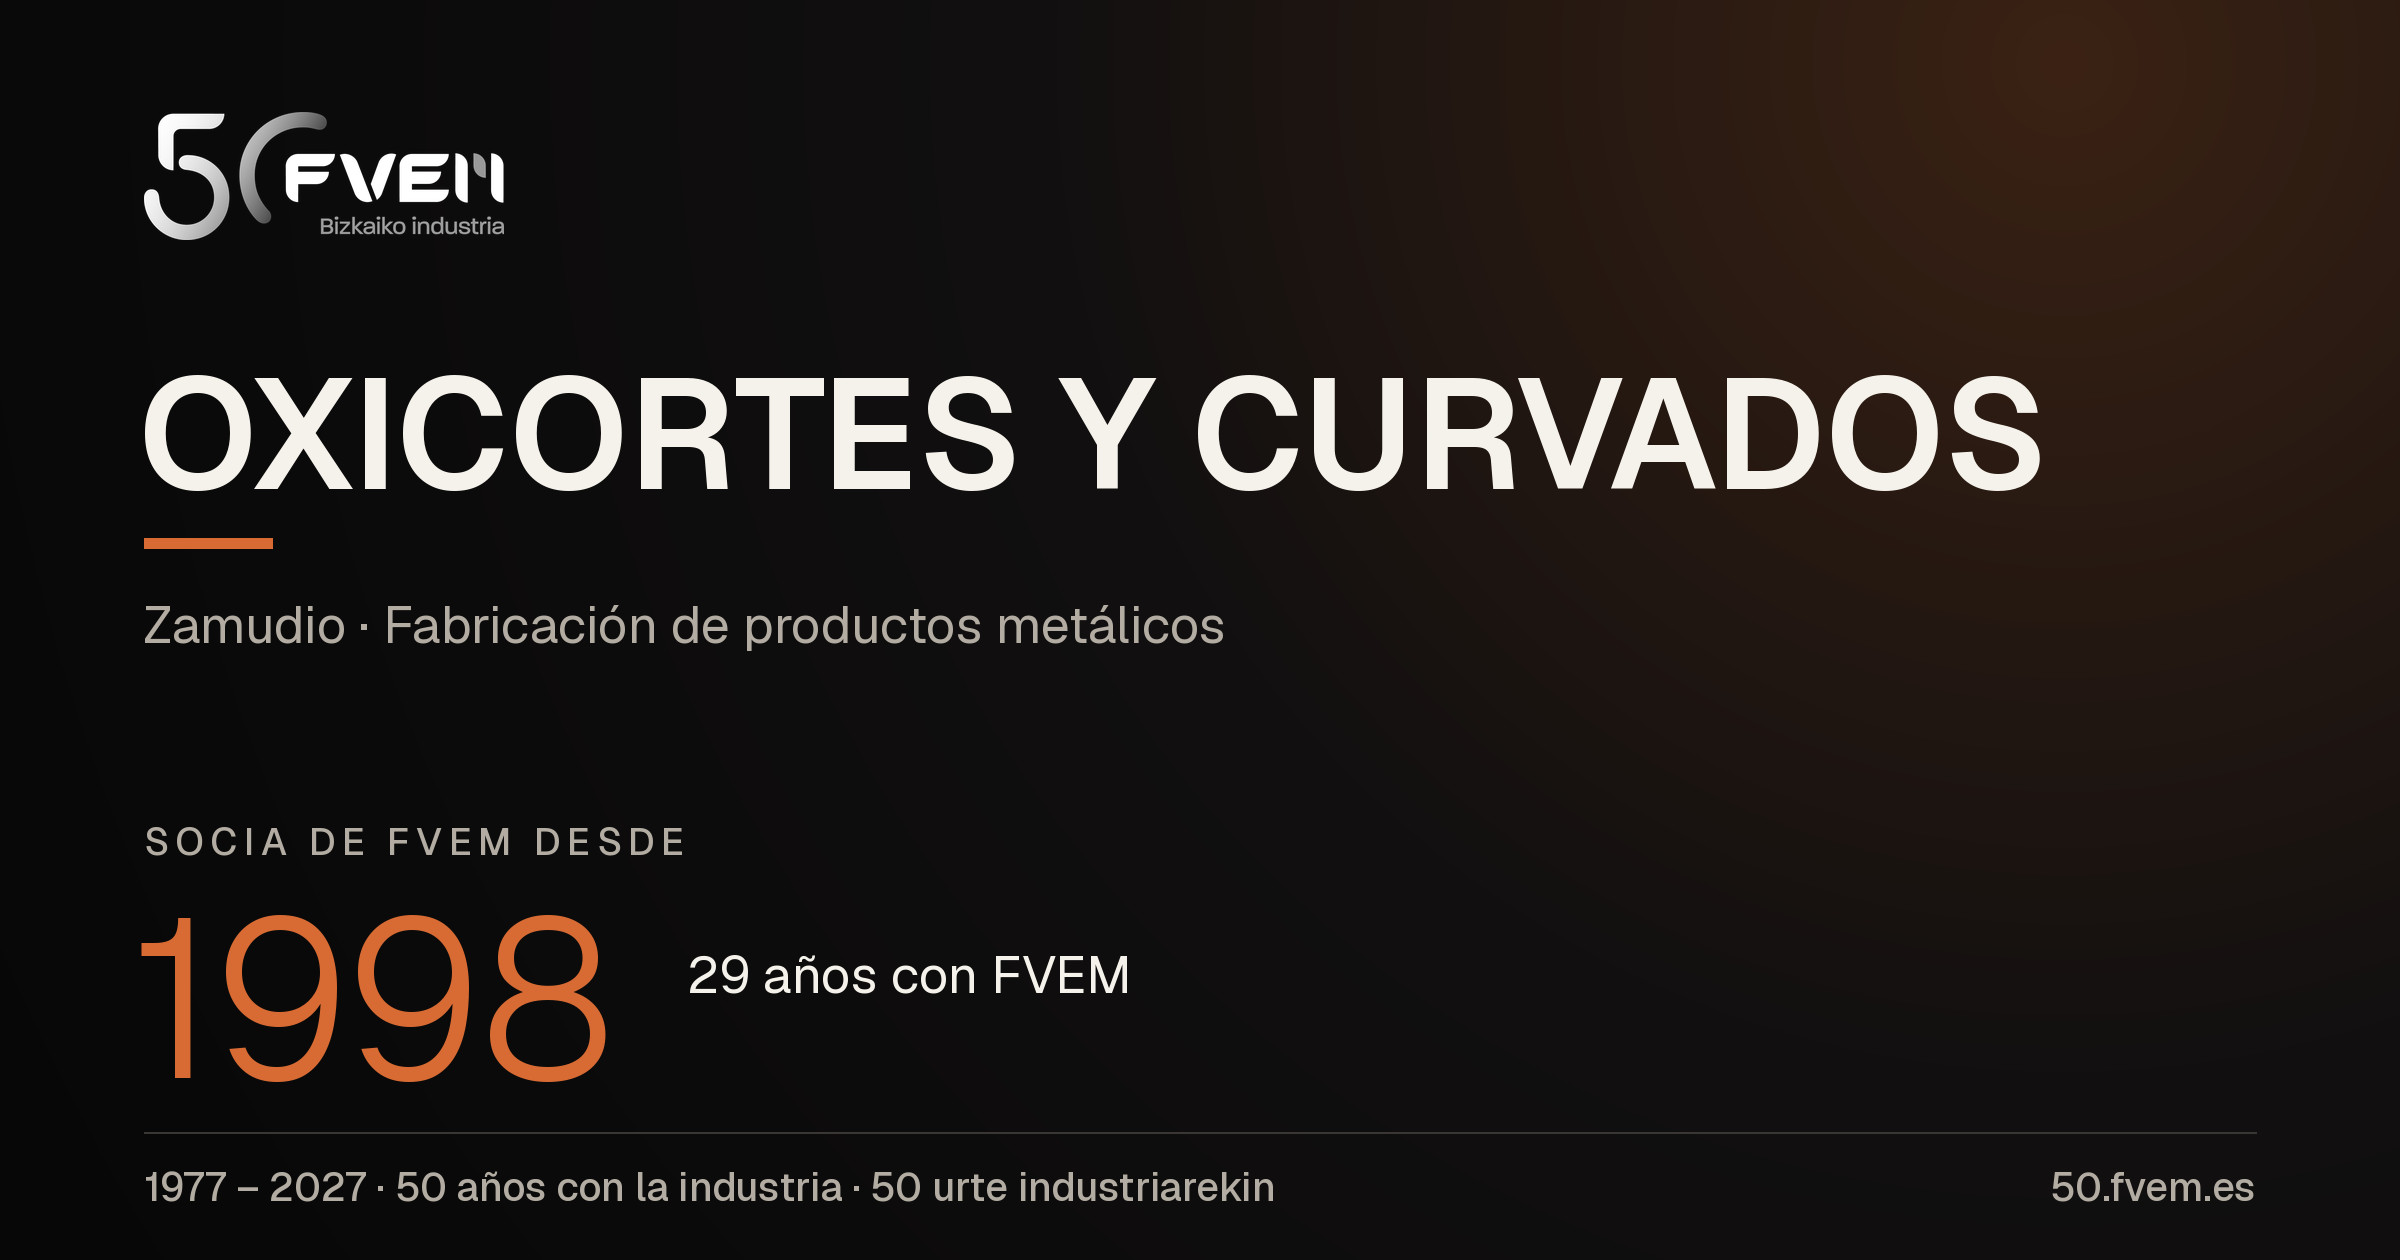 50 FVEM
Bizkaiko industria
OXICORTES Y CURVADOS
Zamudio · Fabricación de productos metálicos
SOCIA DE FVEM DESDE
1998
29 años con FVEM
1977 – 2027 · 50 años con la industria · 50 urte industriarekin
50.fvem.es